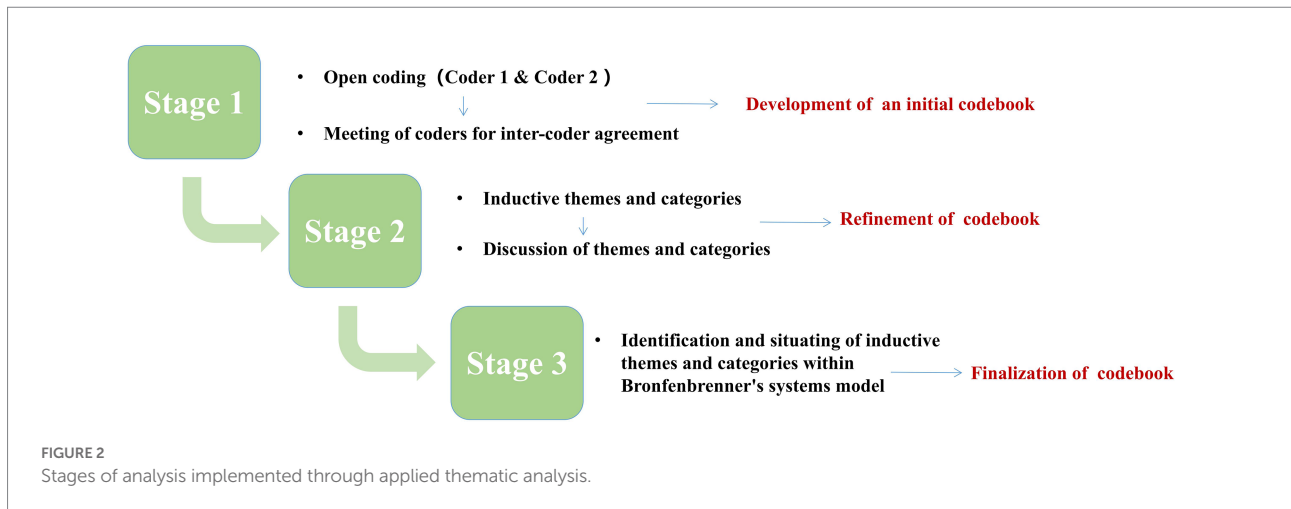 Stage 1
• Open coding (Coder 1 & Coder 2)
• Meeting of coders for inter-coder agreement
Development of an initial codebook
Stage 2
• Inductive themes and categories
• Discussion of themes and categories
Refinement of codebook
Stage 3
• Identification and situating of inductive
themes and categories within
Bronfenbrenner's systems model
Finalization of codebook
FIGURE 2
Stages of analysis implemented through applied thematic analysis.